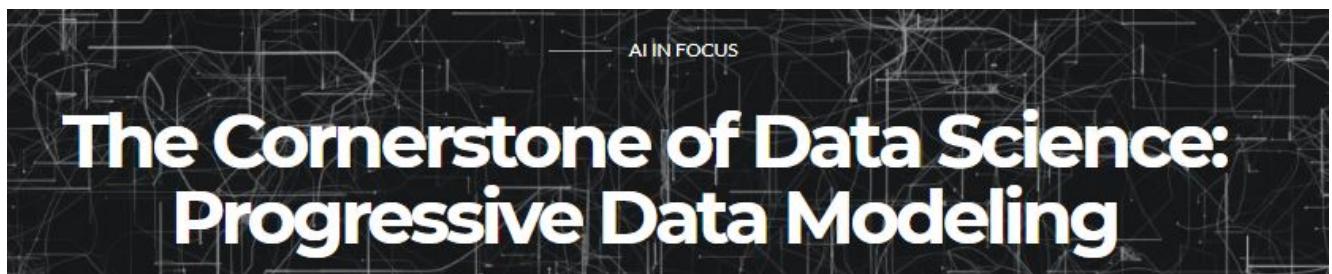 AI IN FOCUS
The Cornerstone of Data Science:
Progressive Data Modeling